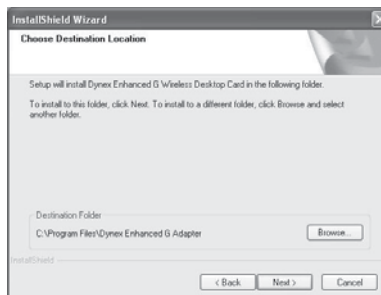 InstallShield Wizard
Choose Destination Location
Setup will install Dynex Enhanced G Wireless Desktop Card in the following folder.
To install to this folder, click Next. To install to a different folder, click Browse and select
another folder.
Destination Folder
C:\Program Files\Dynex Enhanced G Adapter
Browse...
InstallShield
< Back
Next >
Cancel